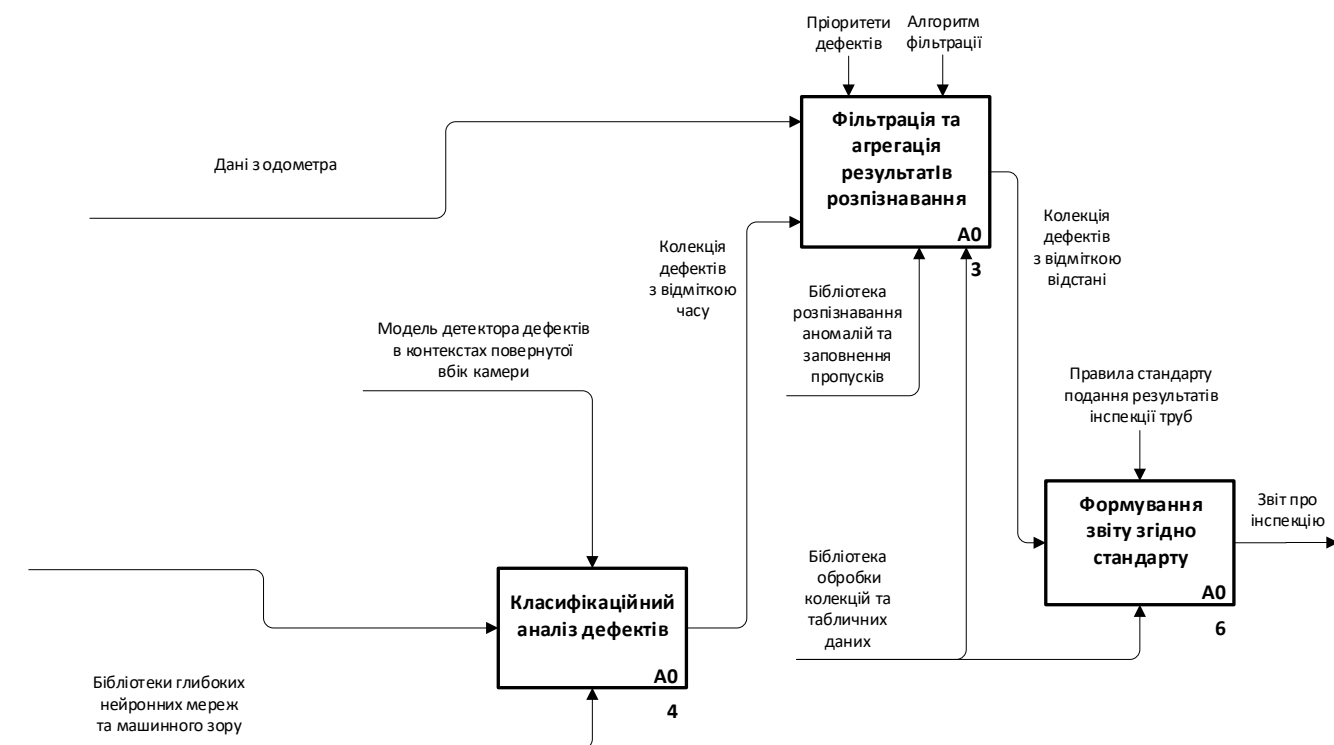 Пріоритети
дефектів
Алгоритм
фільтрації
Фільтрація та
агрегація
результатІв
розпізнавання
A0
3
Дані з одометра
Колекція
дефектів
з відміткою
часу
Колекція
дефектів
з відміткою
відстані
Бібліотека
розпізнавання
аномалій та
заповнення
пропусків
Модель детектора дефектів
в контекстах повернутої
вбік камери
Правила стандарту
подання результатів
інспекції труб
Формування
звіту згідно
стандарту
A0
6
Звіт про
інспекцію
Бібліотека
обробки
колекцій та
табличних
даних
Класифікаційний
аналіз дефектів
A0
4
Бібліотеки глибоких
нейронних мереж
та машинного зору